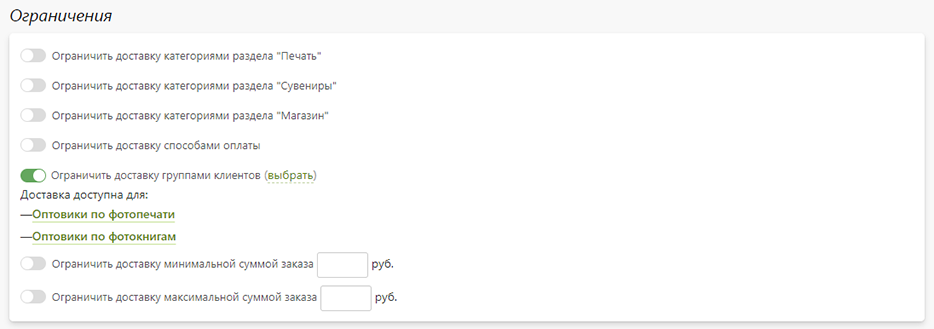 Ограничения
Ограничить доставку категориями раздела "Печать"
Ограничить доставку категориями раздела "Сувениры"
Ограничить доставку категориями раздела "Магазин"
Ограничить доставку способами оплаты
Ограничить доставку группами клиентов (выбрать)
Доставка доступна для:
—Оптовики по фотопечати
—Оптовики по фотокнигам
Ограничить доставку минимальной суммой заказа руб.
Ограничить доставку максимальной суммой заказа руб.